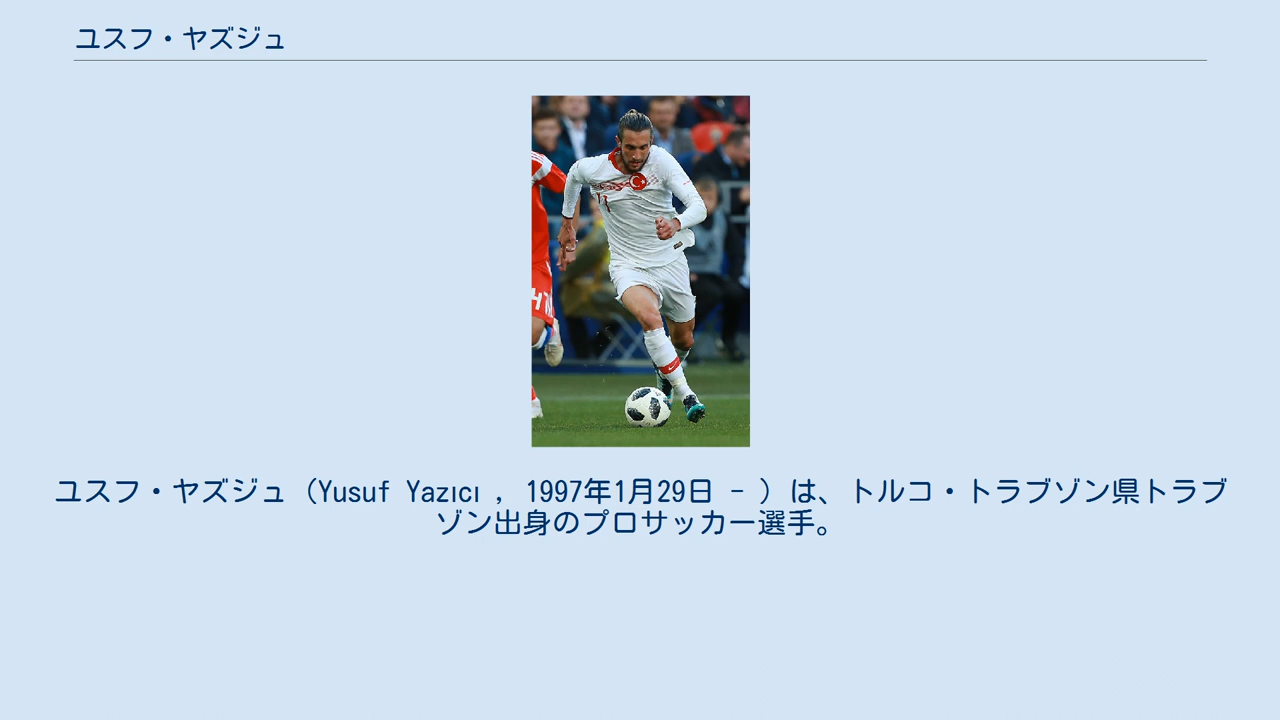 ユスフ・ヤズジュ
ユスフ・ヤズジュ（Yusuf Yazıcı , 1997年1月29日 - ）は、トルコ・トラブゾン県トラブ
ゾン出身のプロサッカー選手。